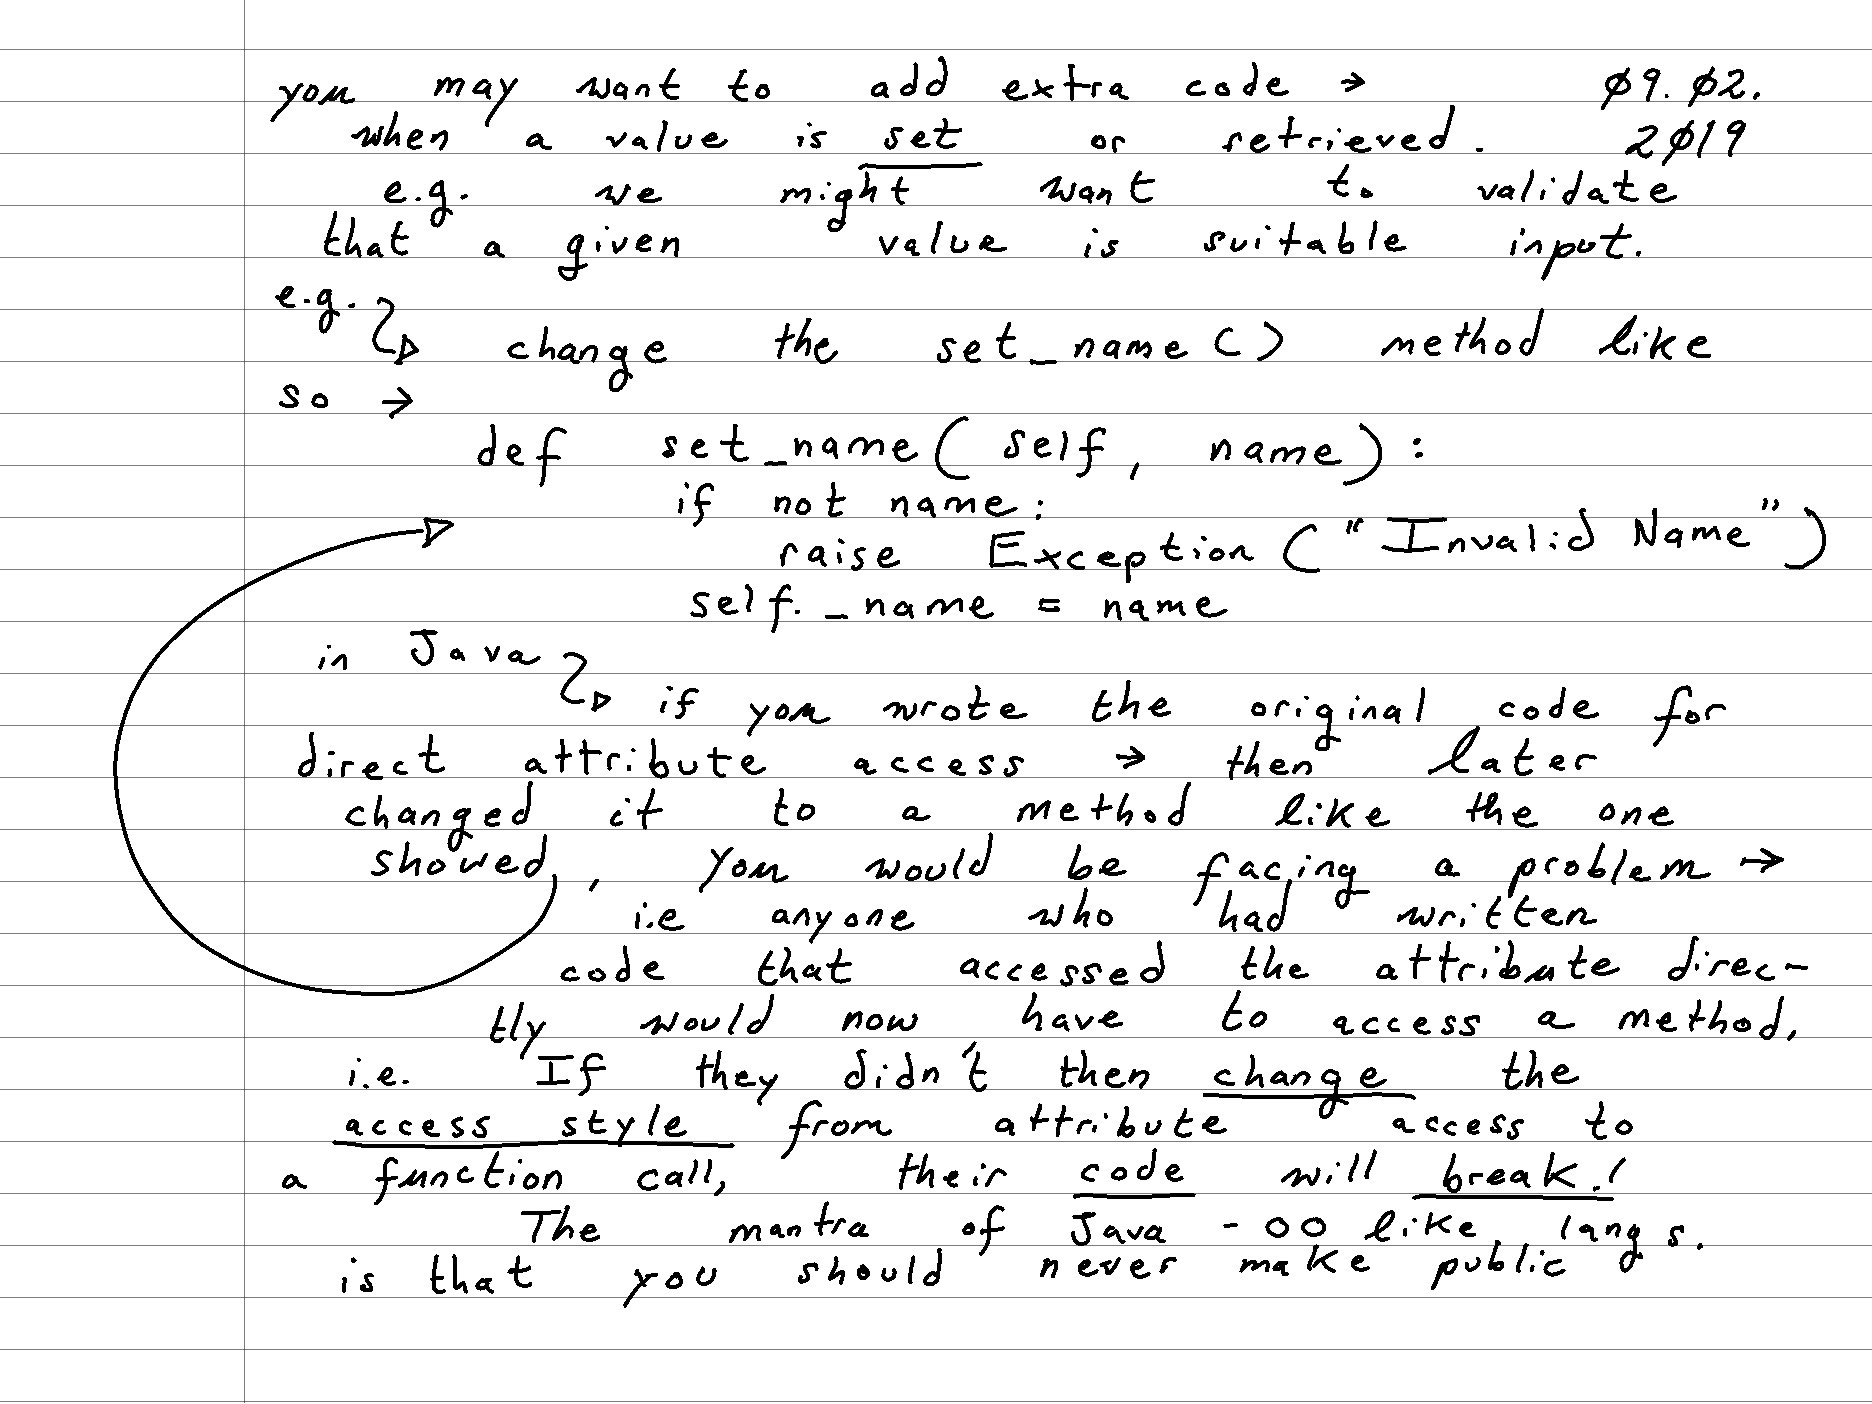 you may want to add extra code → ø9. ø2.
when a value is set or retrieved. 2ø19
e.g. we might want to validate
that a given value is suitable input.
e.g.
change the set_name() method like
so →
def set_name( self, name):
if not name:
raise Exception ("Invalid Name")
self._name = name
in Java
if you wrote the original code for
direct attribute access → then later
changed it to a method like the one
showed, you would be facing a problem →
i.e anyone who had written
code that accessed the attribute direc-
tly would now have to access a method,
i.e. If they didn't then change the
access style from attribute access to
a function call, their code will break!
The mantra of Java - OO like langs.
is that you should never make public